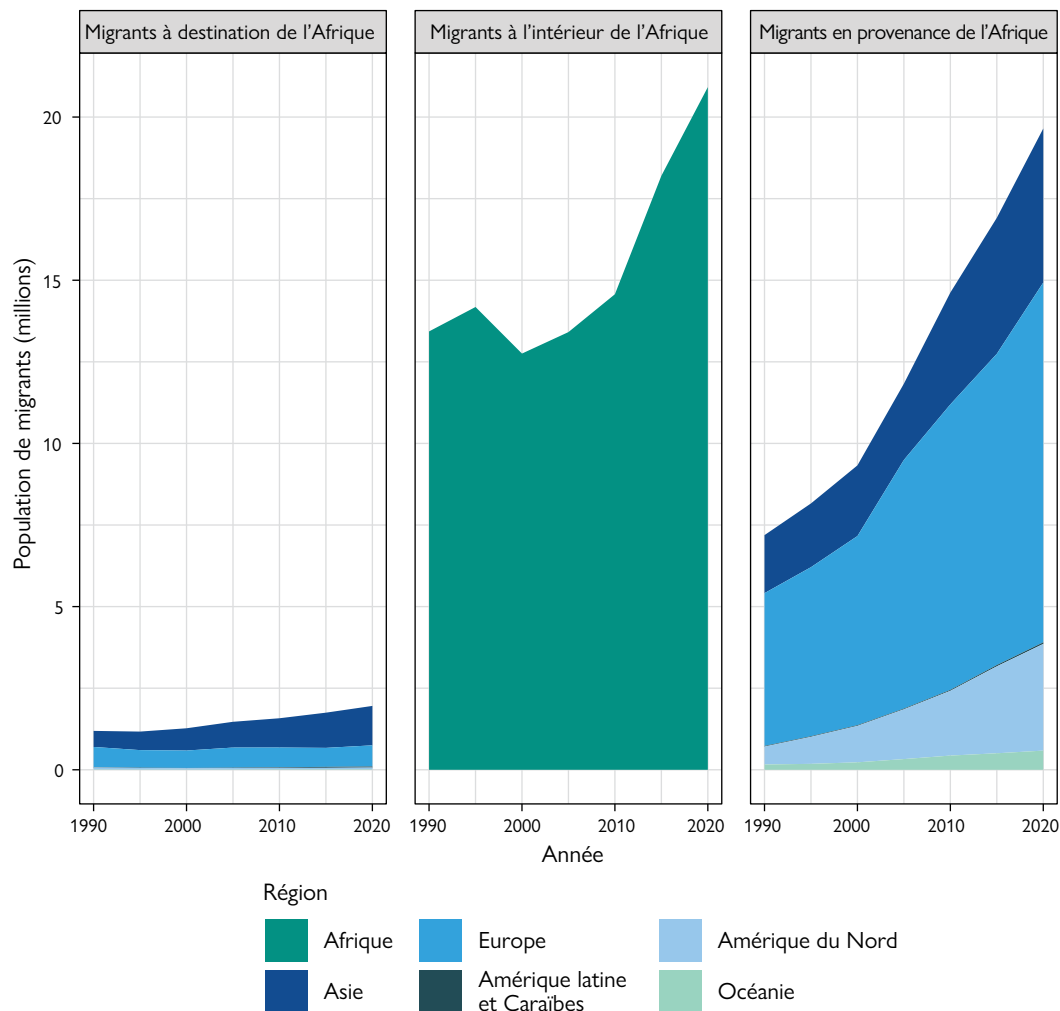 Migrants à destination de l'Afrique
Migrants à l'intérieur de l'Afrique
Migrants en provenance de l'Afrique
Population de migrants (millions)
20
15
10
5
0
1990 2000 2010 2020
1990 2000 2010 2020
1990 2000 2010 2020
Année
Région
Afrique
Europe
Amérique du Nord
Asie
Amérique latine
et Caraïbes
Océanie